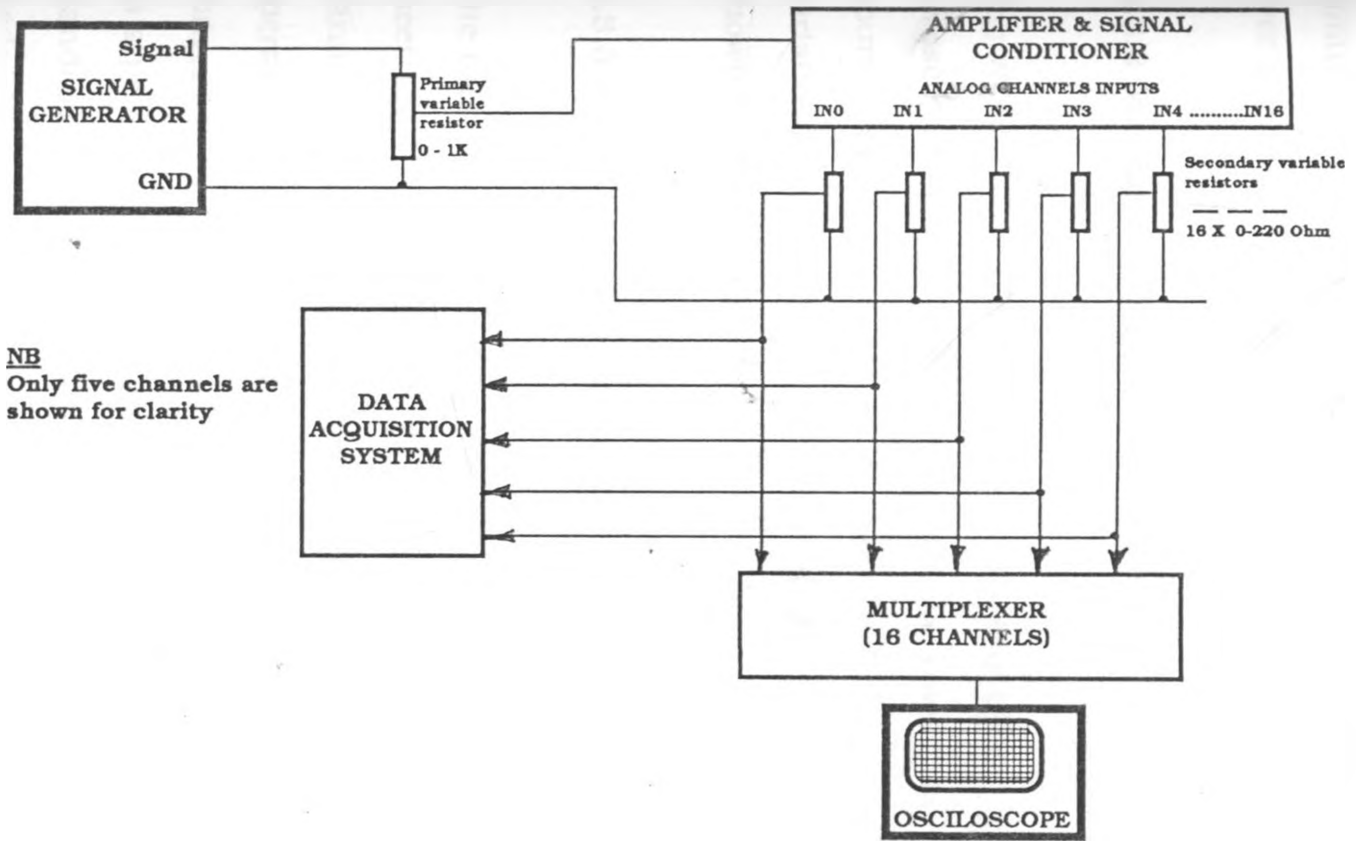 Signal
SIGNAL
GENERATOR
GND
Primary
variable
resistor
0 - 1K
AMPLIFIER & SIGNAL
CONDITIONER
ANALOG CHANNELS INPUTS
IN0 IN1 IN2 IN3 IN4 ..........IN16
Secondary variable
resistors
16 X 0-220 Ohm
NB
Only five channels are
shown for clarity
DATA
ACQUISITION
SYSTEM
MULTIPLEXER
(16 CHANNELS)
OSCILOSCOPE